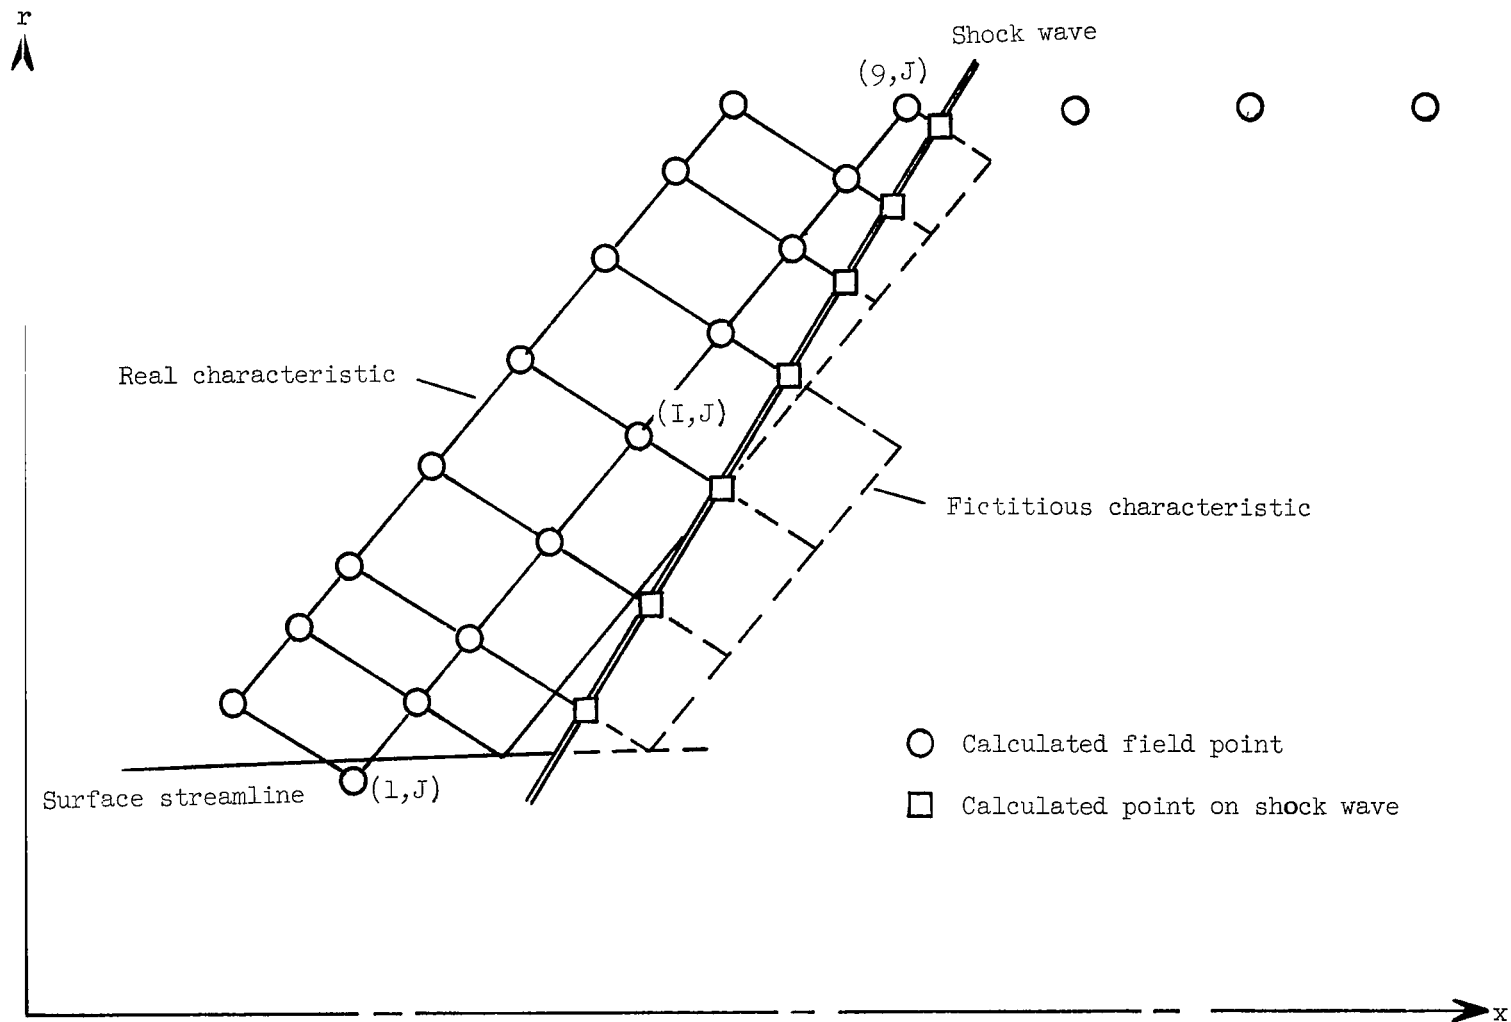 r
Shock wave
(9,J)
Real characteristic
(I,J)
Fictitious characteristic
Calculated field point
(1,J)
Surface streamline
Calculated point on shock wave
x